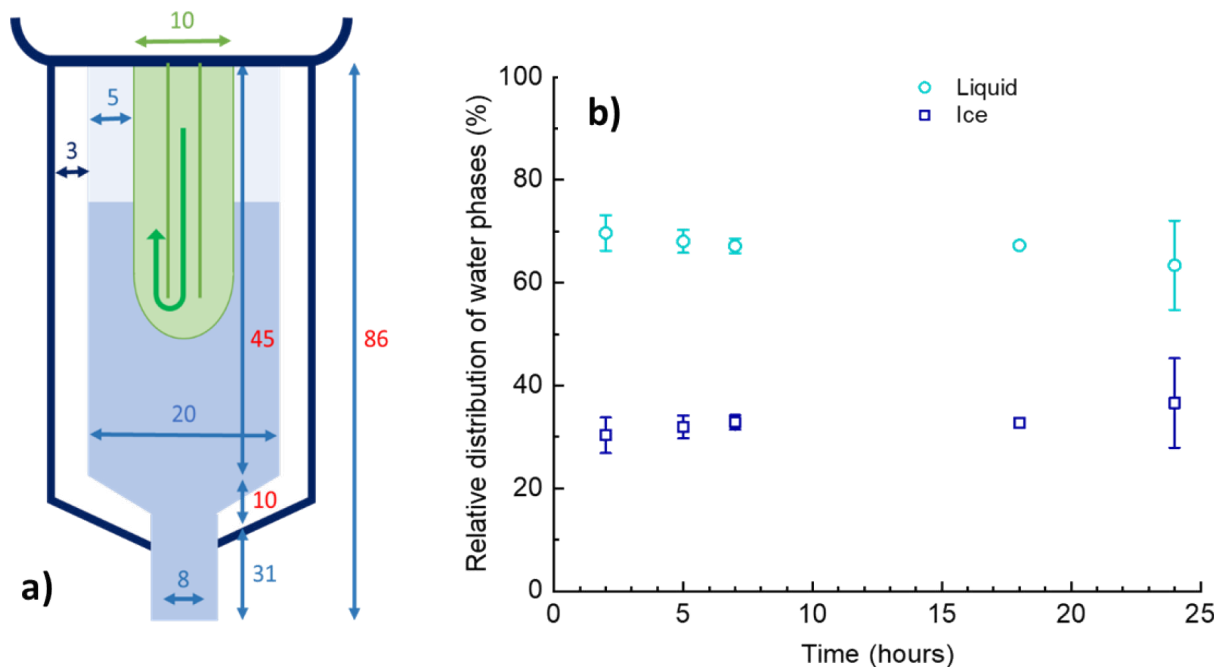 10
5
3
45
86
20
10
8
31
a)
b)
Liquid
Ice
Relative distribution of water phases (%)
100
80
60
40
20
0
0 5 10 15 20 25
Time (hours)